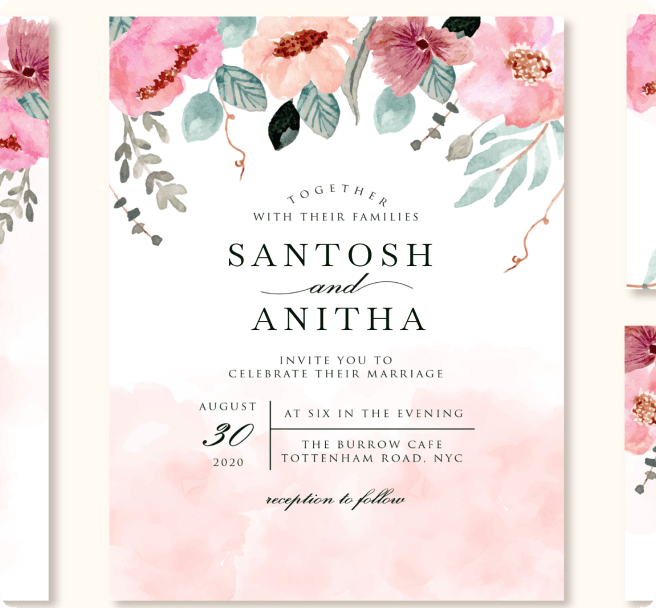 TOGETHER
WITH THEIR FAMILIES
SANTOSH
and
ANITHA
INVITE YOU TO
CELEBRATE THEIR MARRIAGE
AUGUST
30
2020
AT SIX IN THE EVENING
THE BURROW CAFE
TOTTENHAM ROAD, NYC
reception to follow